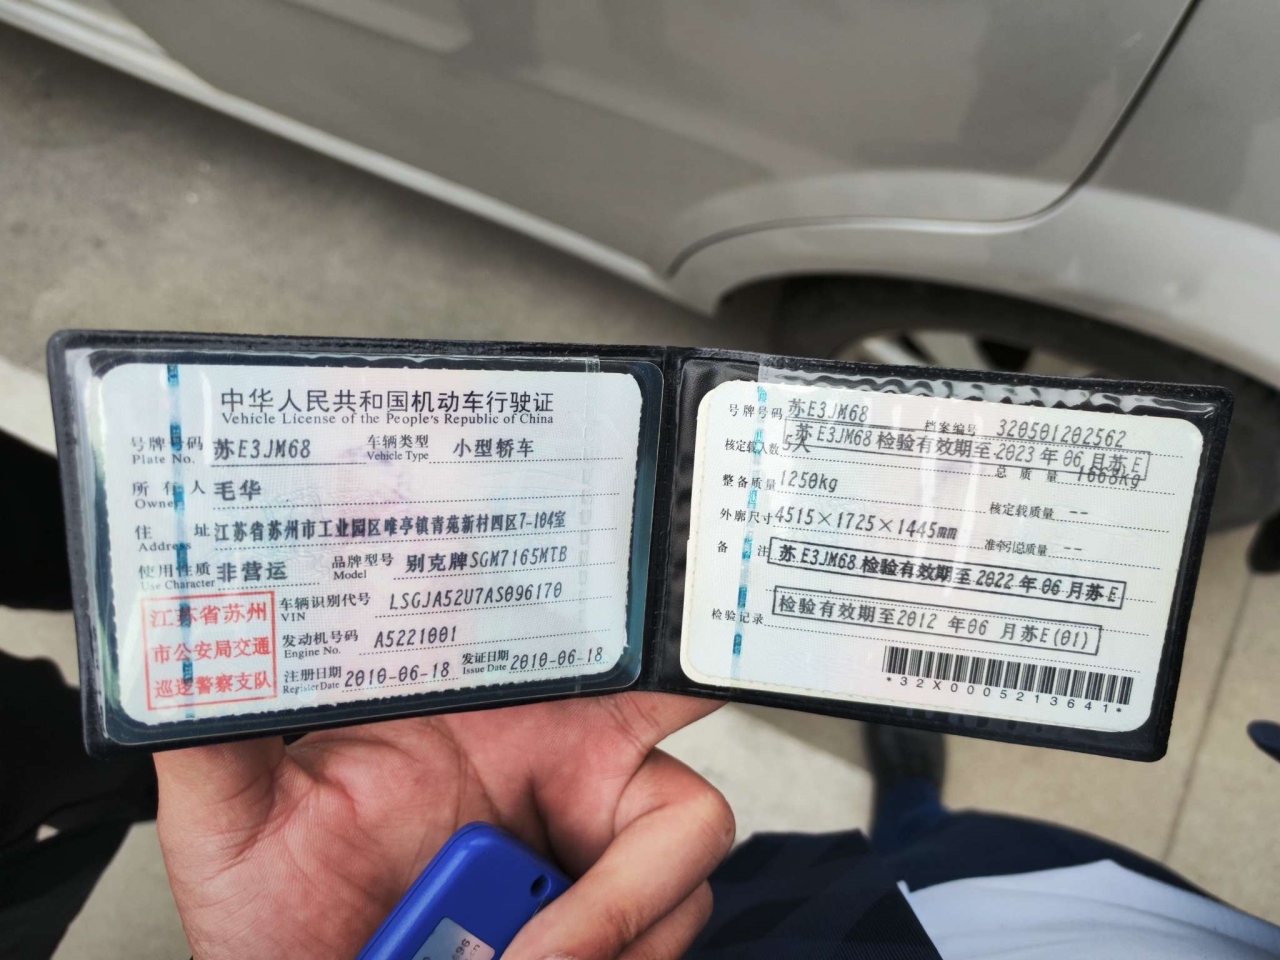 中华人民共和国机动车行驶证
Vehicle License of the People's Republic of China
号牌号码 Plate No. 苏E3JM68 车辆类型 Vehicle Type 小型轿车
所有人 Owner 毛华
住址 Address 江苏省苏州市工业园区唯亭镇青苑新村四区7-104室
使用性质 Use Character 非营运 品牌型号 Model 别克牌SGM7165MTB
江苏省苏州
市公安局交通
巡逻警察支队
车辆识别代号 VIN LSGJA52U7AS096170
发动机号码 Engine No. A5221001
注册日期 Register Date 2010-06-18 发证日期 Issue Date 2010-06-18
号牌号码 苏E3JM68 档案编号 320501202562
苏E3JM68检验有效期至2023年06月苏E
核定载人数 5人 总质量 1668kg
整备质量 1250kg 核定载质量 --
外廓尺寸 4515×1725×1445mm 准牵引总质量 --
备注 苏E3JM68检验有效期至2022年06月苏E
检验有效期至2012年06月苏E(01)
检验记录
*32X0005213641*